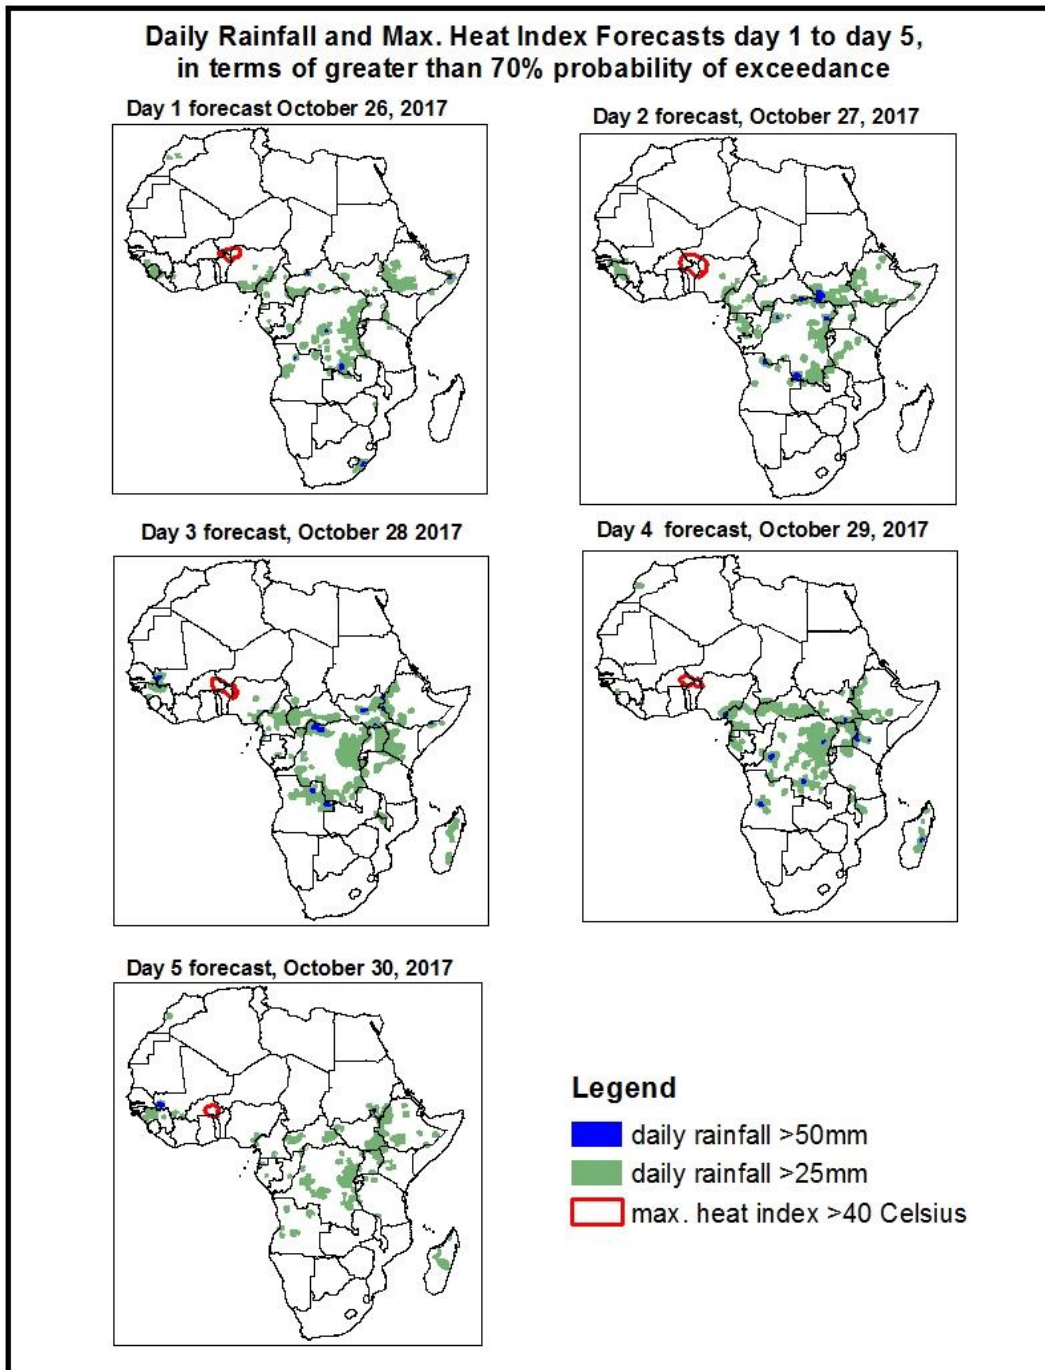 Daily Rainfall and Max. Heat Index Forecasts day 1 to day 5,
in terms of greater than 70% probability of exceedance
Day 1 forecast October 26, 2017
Day 2 forecast, October 27, 2017
Day 3 forecast, October 28 2017
Day 4 forecast, October 29, 2017
Day 5 forecast, October 30, 2017
Legend
daily rainfall >50mm
daily rainfall >25mm
max. heat index >40 Celsius